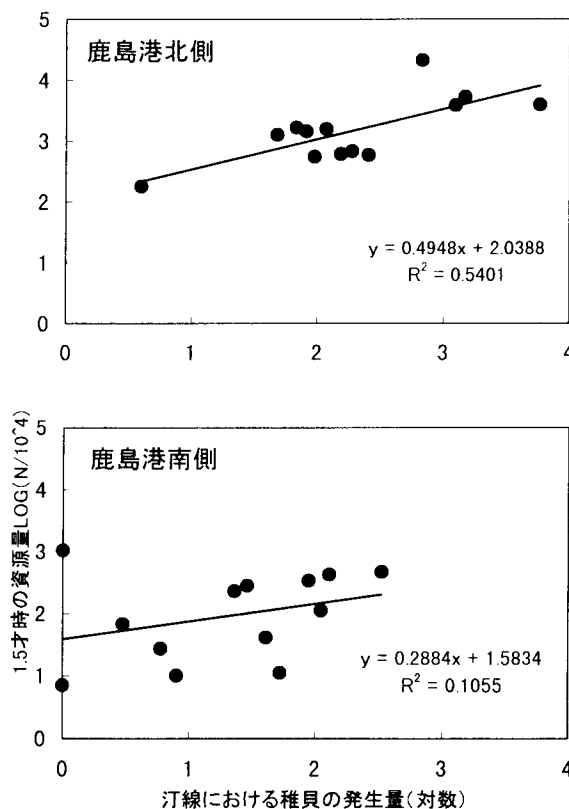 5
4
3
2
1
0
鹿島港北側
y = 0.4948x + 2.0388
R² = 0.5401
0 1 2 3 4
1.5才時の資源量LOG(N/10^4)
5
4
3
2
1
0
鹿島港南側
y = 0.2884x + 1.5834
R² = 0.1055
0 1 2 3 4
汀線における稚貝の発生量(対数)